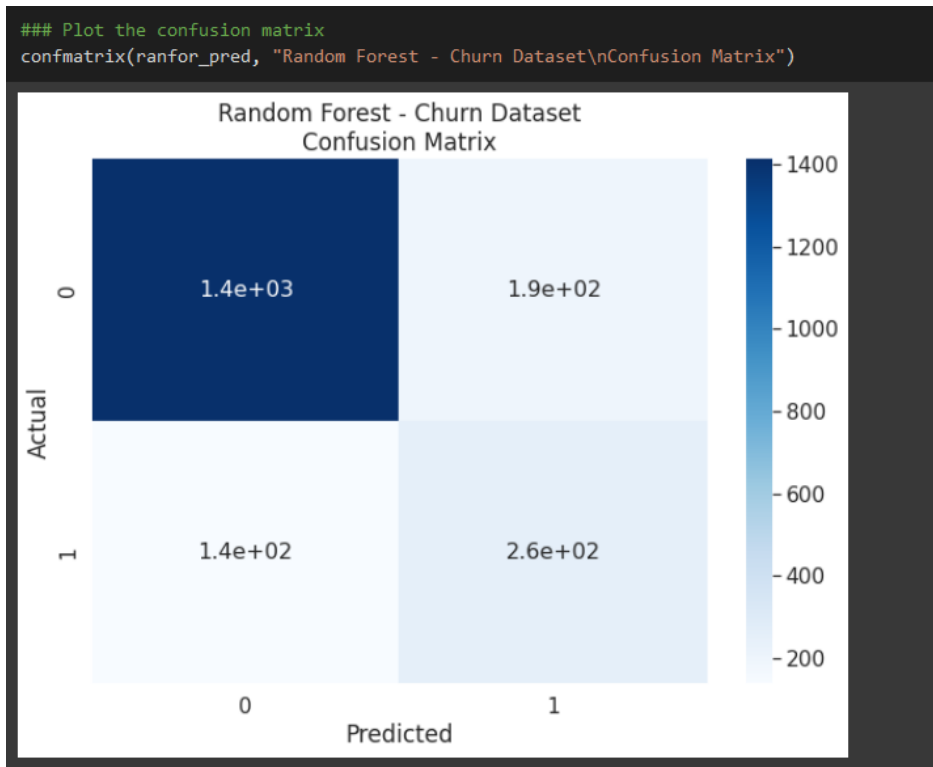 ### Plot the confusion matrix
confmatrix(ranfor_pred, "Random Forest - Churn Dataset\nConfusion Matrix")
Random Forest - Churn Dataset
Confusion Matrix
1400
1200
1000
800
600
400
200
Actual
0
1.4e+03
1.9e+02
1
1.4e+02
2.6e+02
0
1
Predicted